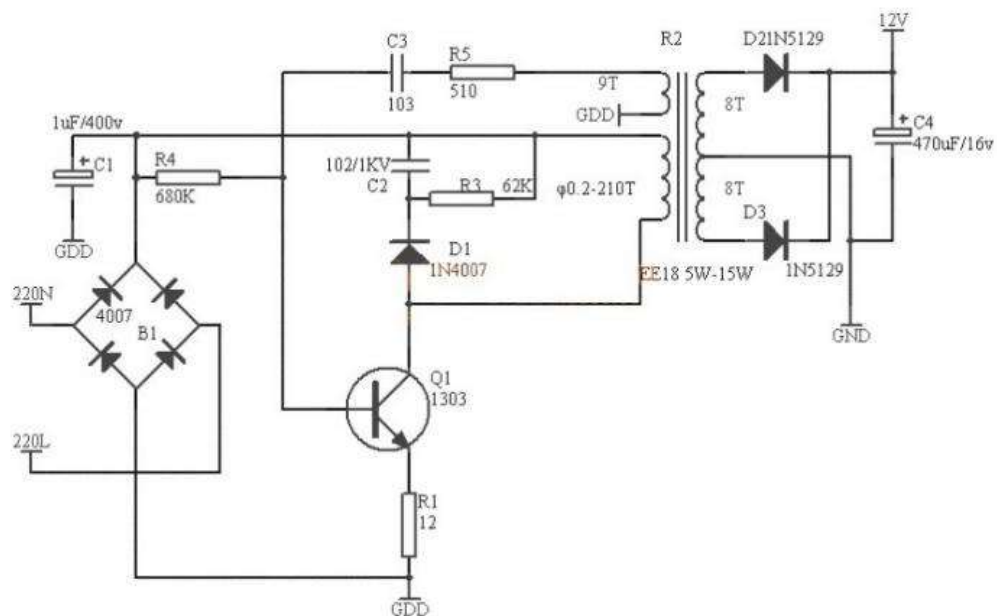 12V
C3
R5
R2
D21N5129
103
510
9T
8T
GDD
1uF/400v
C1
C4
470uF/16v
R4
680K
102/1KV
C2
R3
62K
φ0.2-210T
8T
D3
GDD
D1
1N4007
EE18 5W-15W
1N5129
220N
4007
B1
GND
Q1
1303
220L
R1
12
GDD